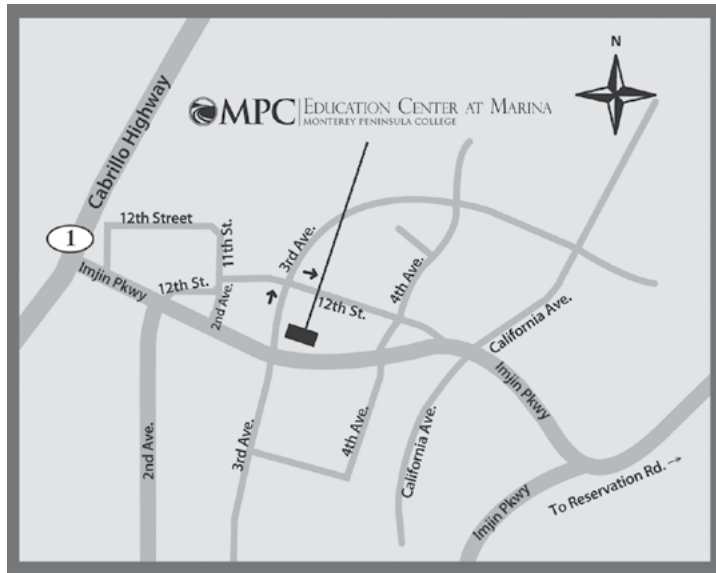 N
MPC EDUCATION CENTER AT MARINA
MONTEREY PENINSULA COLLEGE
Cabrillo Highway
1
12th Street
11th St.
3rd Ave.
Imjin Pkwy
12th St.
2nd Ave.
12th St.
4th Ave.
California Ave.
Imjin Pkwy
2nd Ave.
3rd Ave.
4th Ave.
California Ave.
Imjin Pkwy
To Reservation Rd. →